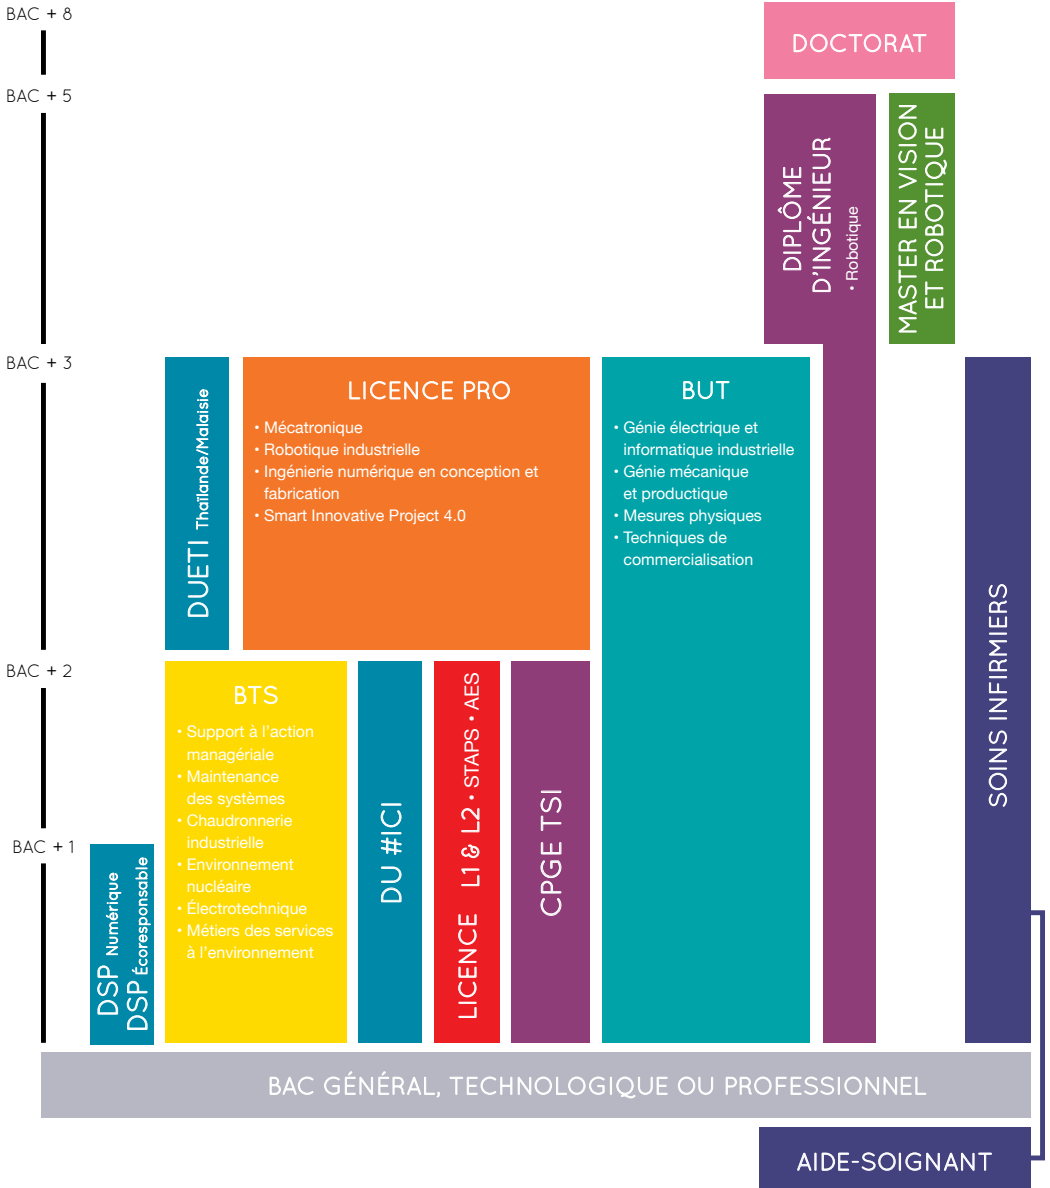 BAC + 8
DOCTORAT
BAC + 5
DIPLÔME
D'INGÉNIEUR
• Robotique
MASTER EN VISION
ET ROBOTIQUE
BAC + 3
DUETI Thaïlande/Malaisie
LICENCE PRO
• Mécatronique
• Robotique industrielle
• Ingénierie numérique en conception et
fabrication
• Smart Innovative Project 4.0
BUT
• Génie électrique et
informatique industrielle
• Génie mécanique
et productique
• Mesures physiques
• Techniques de
commercialisation
SOINS INFIRMIERS
BAC + 2
BTS
• Support à l'action
managériale
• Maintenance
des systèmes
• Chaudronnerie
industrielle
• Environnement
nucléaire
• Électrotechnique
• Métiers des services
à l'environnement
DU #ICI
LICENCE L1 & L2 • STAPS • AES
CPGE TSI
BAC + 1
DSP Numérique
DSP Écoresponsable
BAC GÉNÉRAL, TECHNOLOGIQUE OU PROFESSIONNEL
AIDE-SOIGNANT